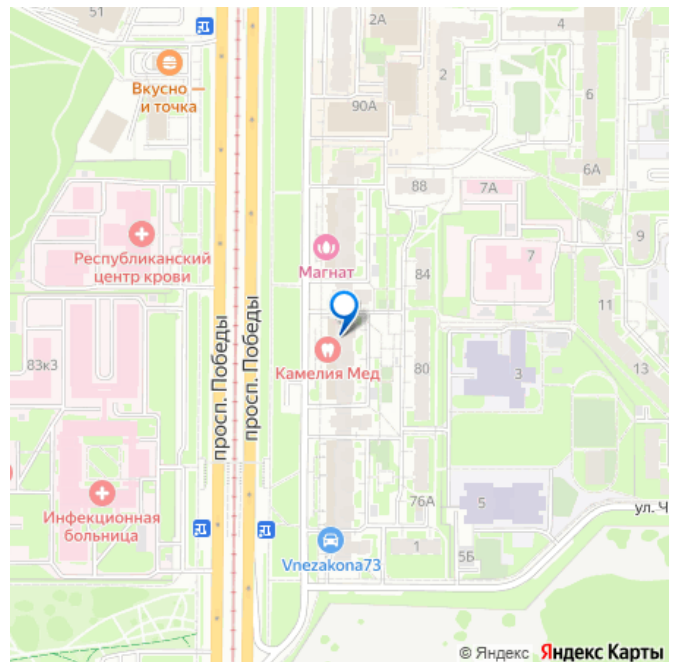 51
2А
4
Вкусно —
и точка
2
90А
6
6А
88
7А
Республиканский
центр крови
9
7
Магнат
84
11
просп. Победы
просп. Победы
83к3
Камелия Мед
80
3
13
76А
5
ул. Ч
Инфекционная
больница
Vnezakona73
1
5Б
© Яндекс Яндекс Карты